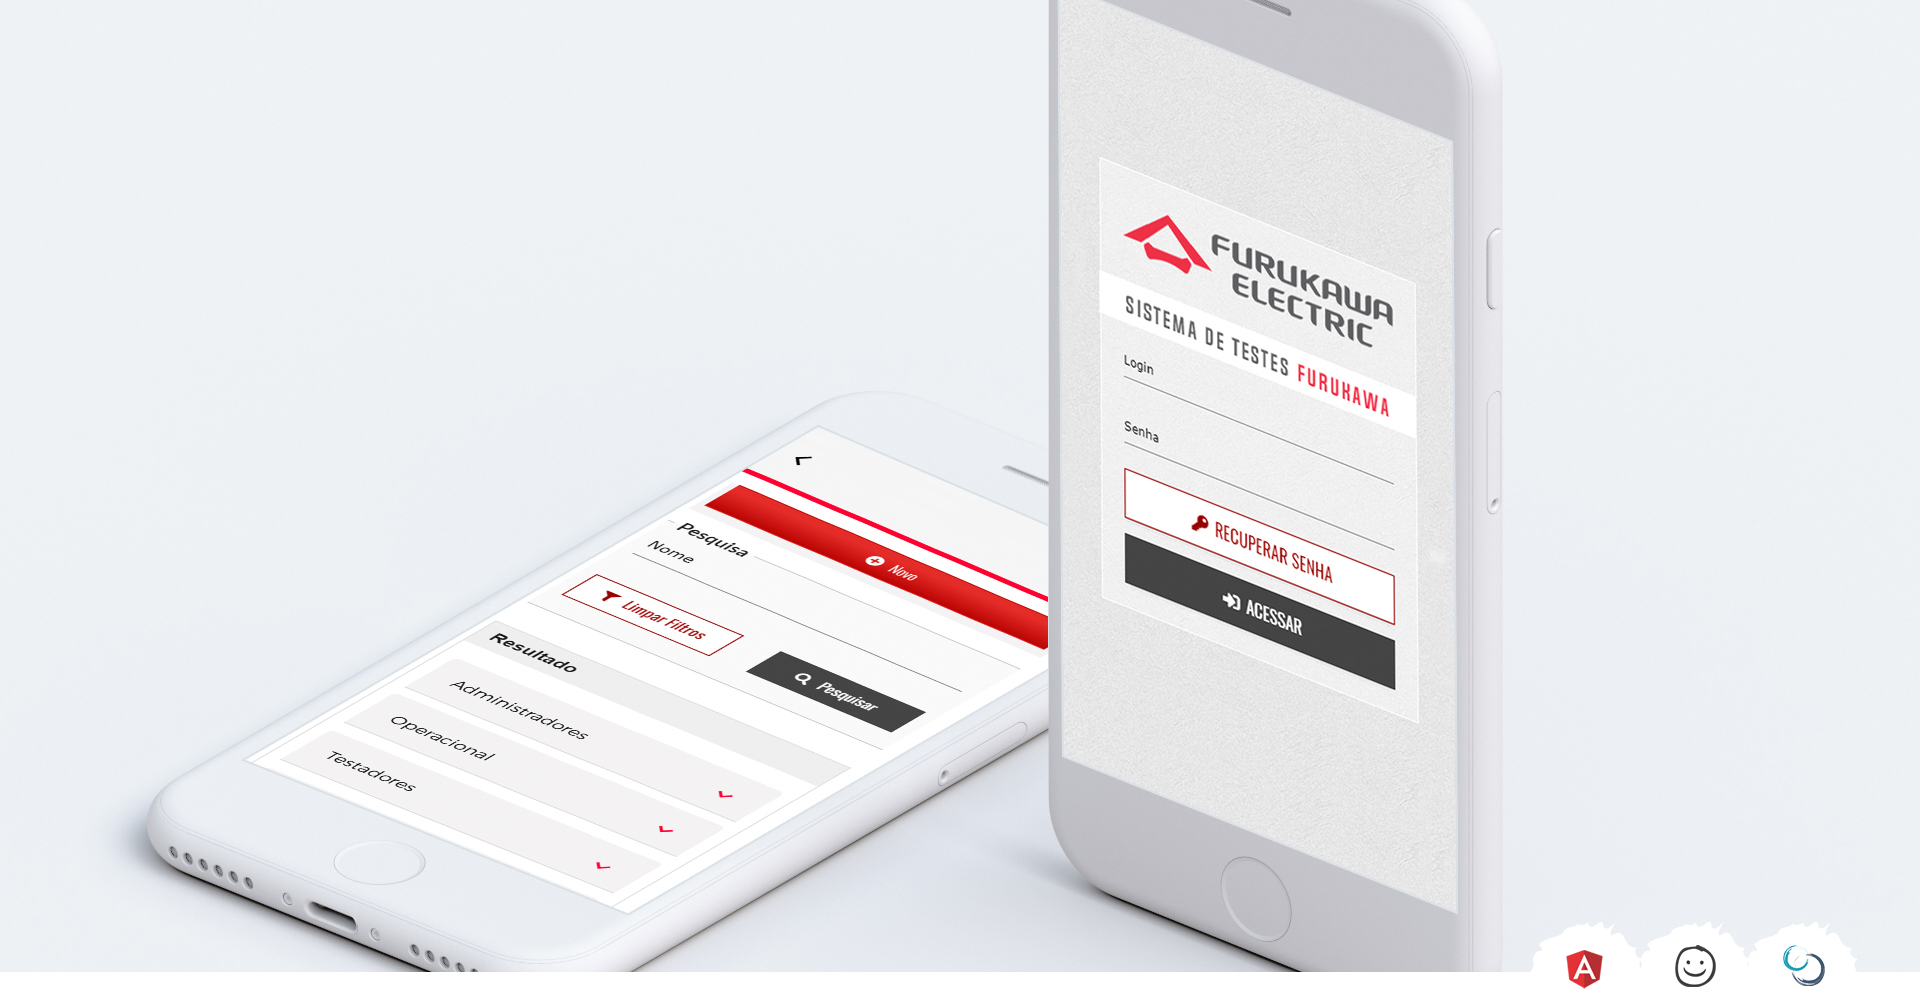 Novo
Pesquisa
Nome
Limpar Filtros
Pesquisar
Resultado
Administradores
Operacional
Testadores
FURUKAWA
ELECTRIC
SISTEMA DE TESTES FURUKAWA
Login
Senha
RECUPERAR SENHA
ACESSAR
A